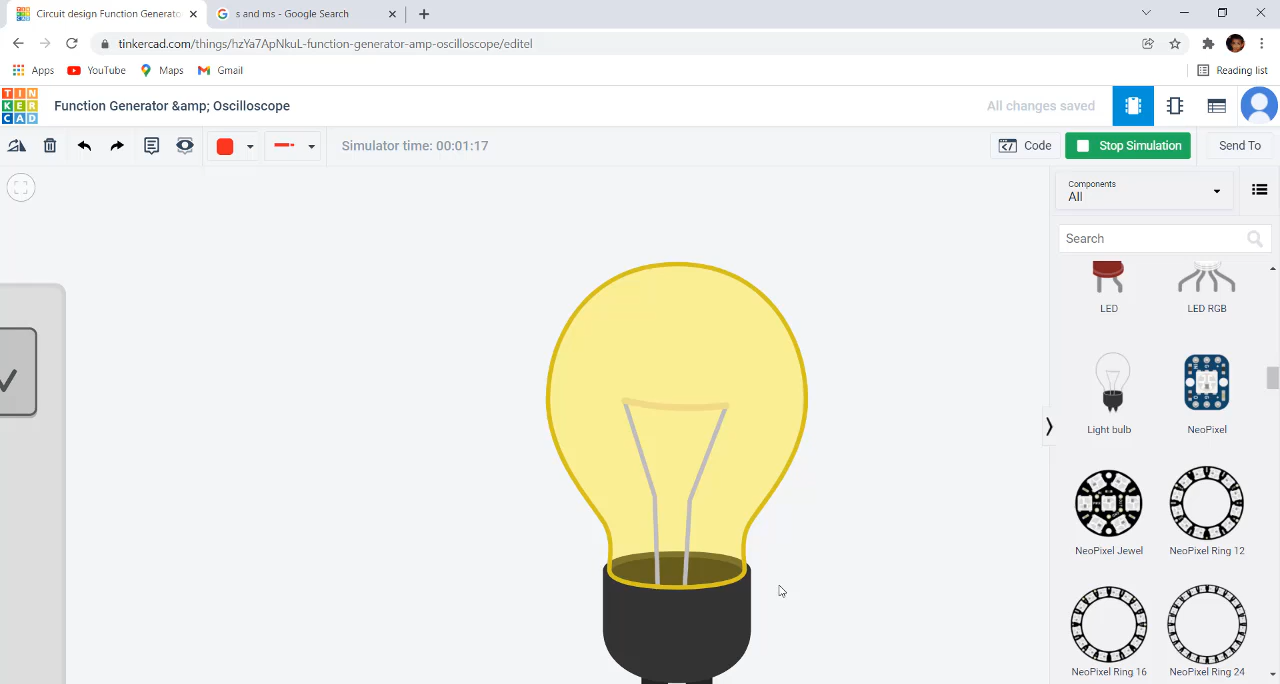 Circuit design Function Generato
s and ms - Google Search
tinkercad.com/things/hzYa7ApNkuL-function-generator-amp-oscilloscope/editel
Apps
YouTube
Maps
Gmail
Reading list
TIN
KER
CAD
Function Generator &amp; Oscilloscope
All changes saved
Simulator time: 00:01:17
Code
Stop Simulation
Send To
Components
All
Search
LED
LED RGB
Light bulb
NeoPixel
NeoPixel Jewel
NeoPixel Ring 12
NeoPixel Ring 16
NeoPixel Ring 24